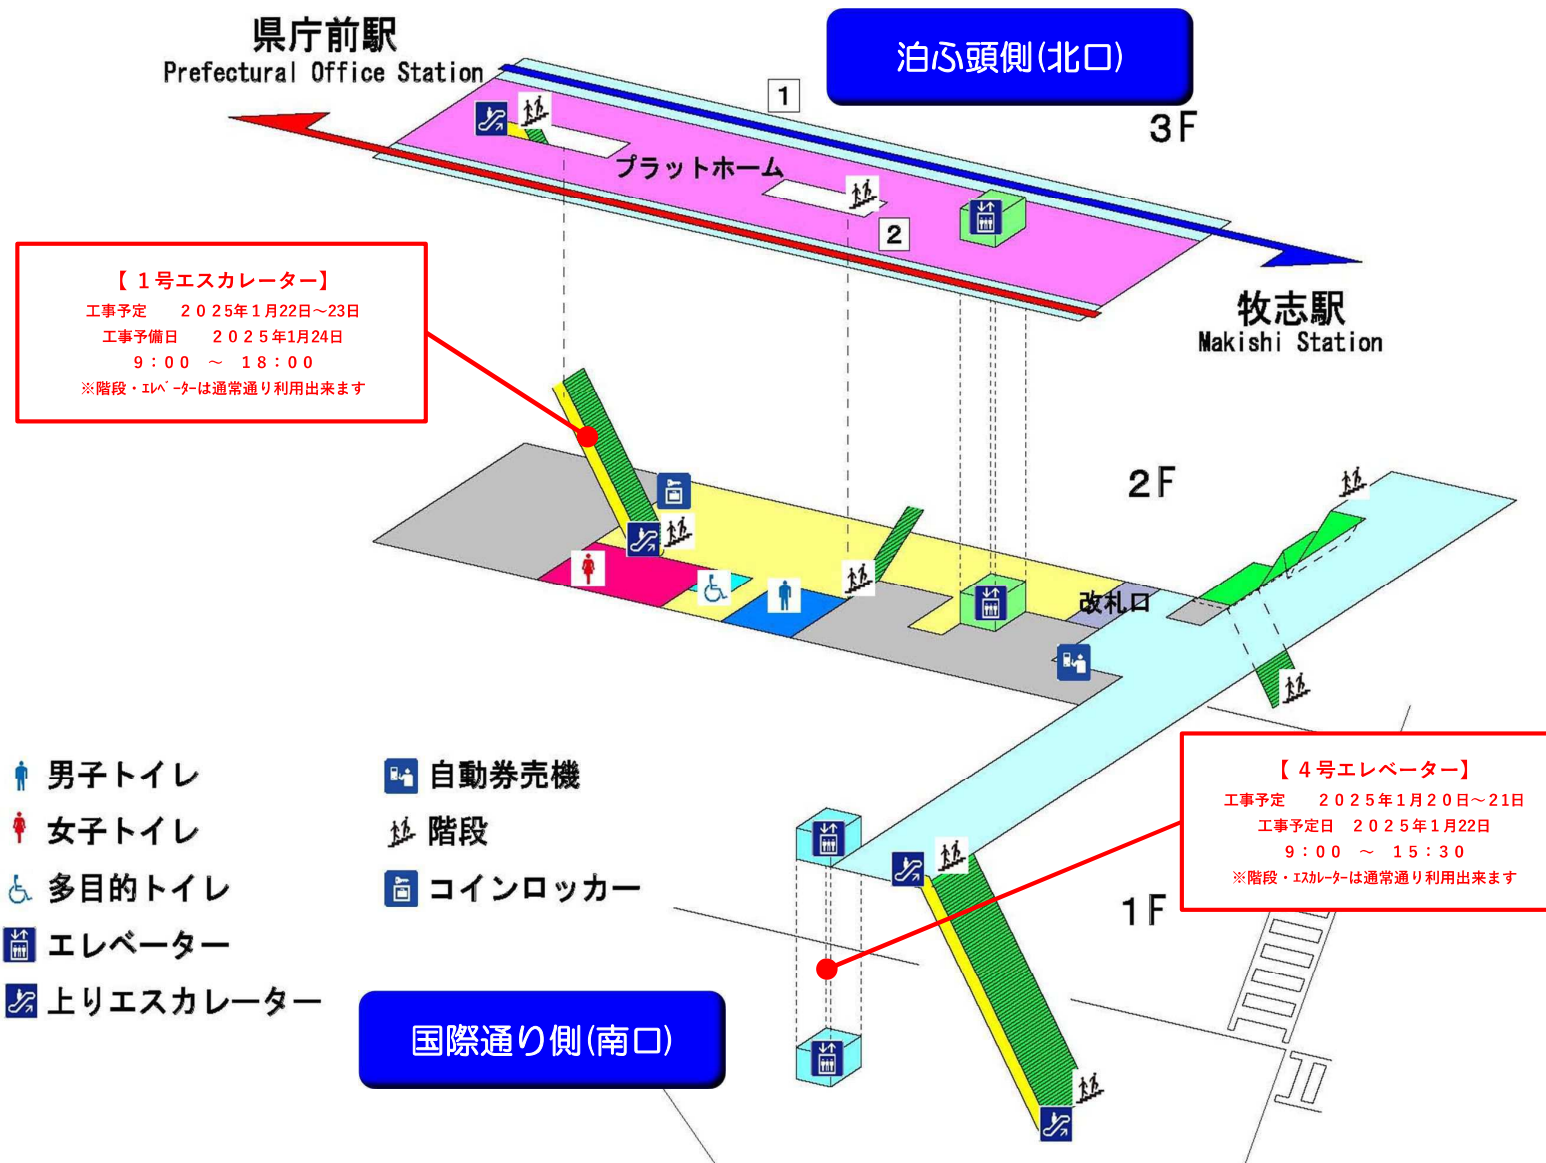 県庁前駅
Prefectural Office Station
泊ふ頭側(北口)
1
3F
プラットホーム
2
牧志駅
Makishi Station
【 1号エスカレーター】
工事予定　2025年1月22日～23日
工事予備日　2025年1月24日
9：00 ～ 18：00
※階段・ｴﾚﾍﾞｰﾀｰは通常通り利用出来ます
2F
改札口
【 4号エレベーター】
工事予定　2025年1月20日～21日
工事予定日　2025年1月22日
9：00 ～ 15：30
※階段・ｴｽｶﾚｰﾀｰは通常通り利用出来ます
1F
男子トイレ
女子トイレ
多目的トイレ
エレベーター
上りエスカレーター
自動券売機
階段
コインロッカー
国際通り側(南口)